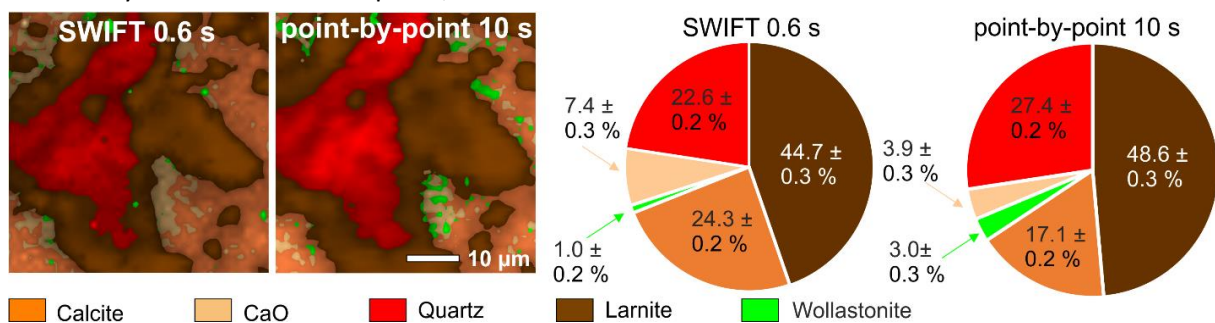 SWIFT 0.6 s
point-by-point 10 s
10 µm
SWIFT 0.6 s
22.6 ±
0.2 %
7.4 ±
0.3 %
44.7 ±
0.3 %
24.3 ±
0.2 %
1.0 ±
0.2 %
point-by-point 10 s
27.4 ±
0.2 %
3.9 ±
0.3 %
48.6 ±
0.3 %
17.1 ±
0.2 %
3.0±
0.3 %
Calcite
CaO
Quartz
Larnite
Wollastonite